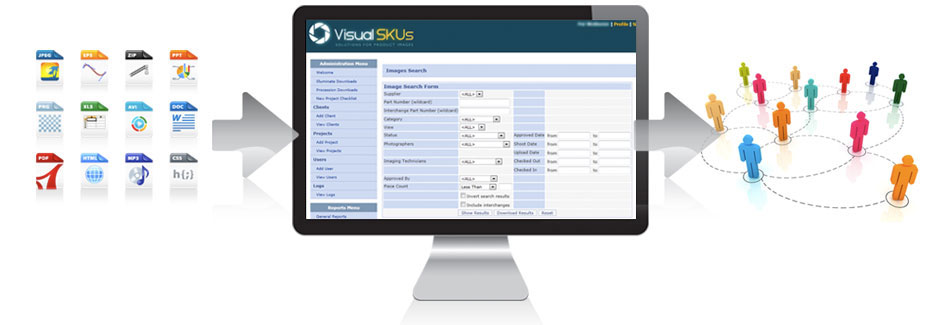 JPEG EPS ZIP PPT
PNG XLS AVI DOC
PDF HTML MP3 CSS
h{;}
Visual SKUs
SOLUTIONS FOR PRODUCT IMAGES
| Profile |
Administration Menu
Welcome
Illuminate Downloads
Procession Downloads
New Project Checklist
Clients
Add Client
View Clients
Projects
Add Project
View Projects
Users
Add User
View Users
Logs
View Logs
Reports Menu
General Reports
Images Search
Image Search Form
Supplier <ALL>
Part Number (wildcard)
Interchange Part Number (wildcard)
Category <ALL>
View <ALL>
Status <ALL> Approved Date from to
Photographers <ALL> Shoot Date from to
Upload Date from to
Imaging Technicians <ALL> Checked Out from to
Checked In from to
Approved By <ALL>
Piece Count Less Than
Invert search results
Include interchanges
Show Results Download Results Reset